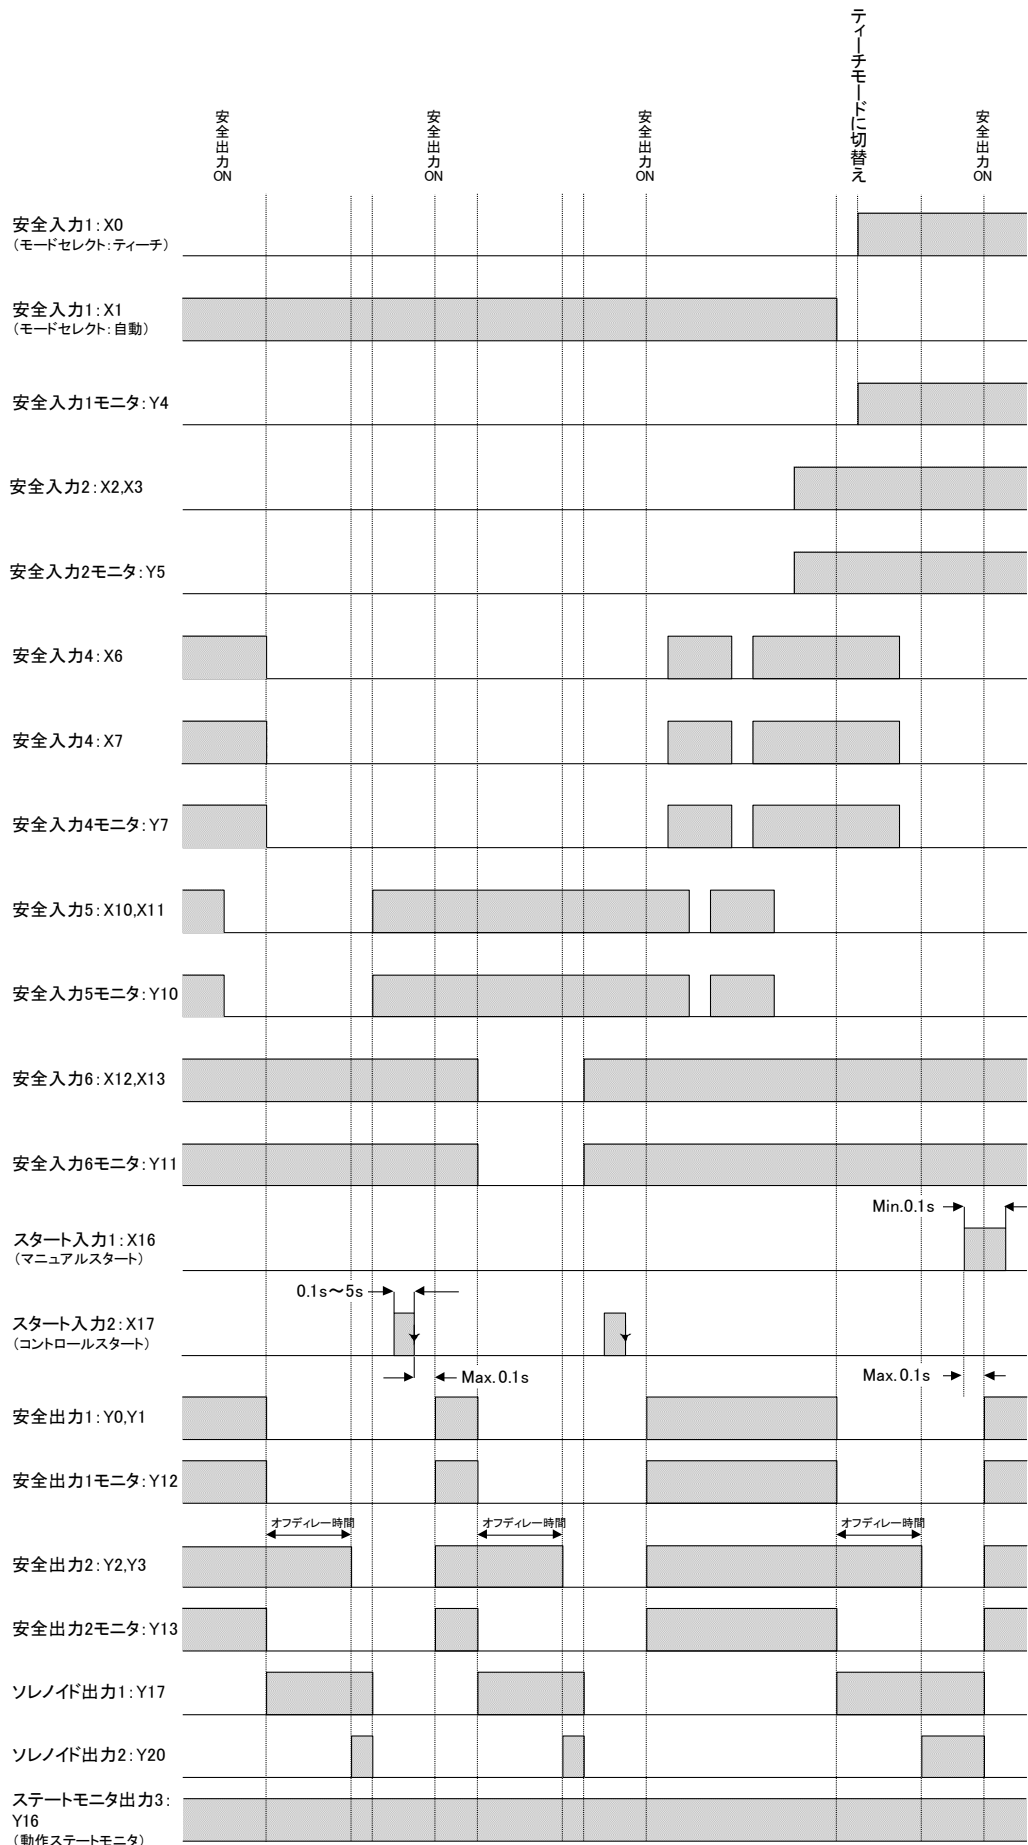 ティーチモードに切替え
安全出力ON
安全出力ON
安全出力ON
安全出力ON
安全入力1：X0
（モードセレクト：ティーチ）
安全入力1：X1
（モードセレクト：自動）
安全入力1モニタ：Y4
安全入力2：X2,X3
安全入力2モニタ：Y5
安全入力4：X6
安全入力4：X7
安全入力4モニタ：Y7
安全入力5：X10,X11
安全入力5モニタ：Y10
安全入力6：X12,X13
安全入力6モニタ：Y11
Min.0.1s
スタート入力1：X16
（マニュアルスタート）
0.1s～5s
スタート入力2：X17
（コントロールスタート）
Max.0.1s
Max.0.1s
安全出力1：Y0,Y1
安全出力1モニタ：Y12
オフディレー時間
オフディレー時間
オフディレー時間
安全出力2：Y2,Y3
安全出力2モニタ：Y13
ソレノイド出力1：Y17
ソレノイド出力2：Y20
ステートモニタ出力3：
Y16
（動作ステートモニタ）